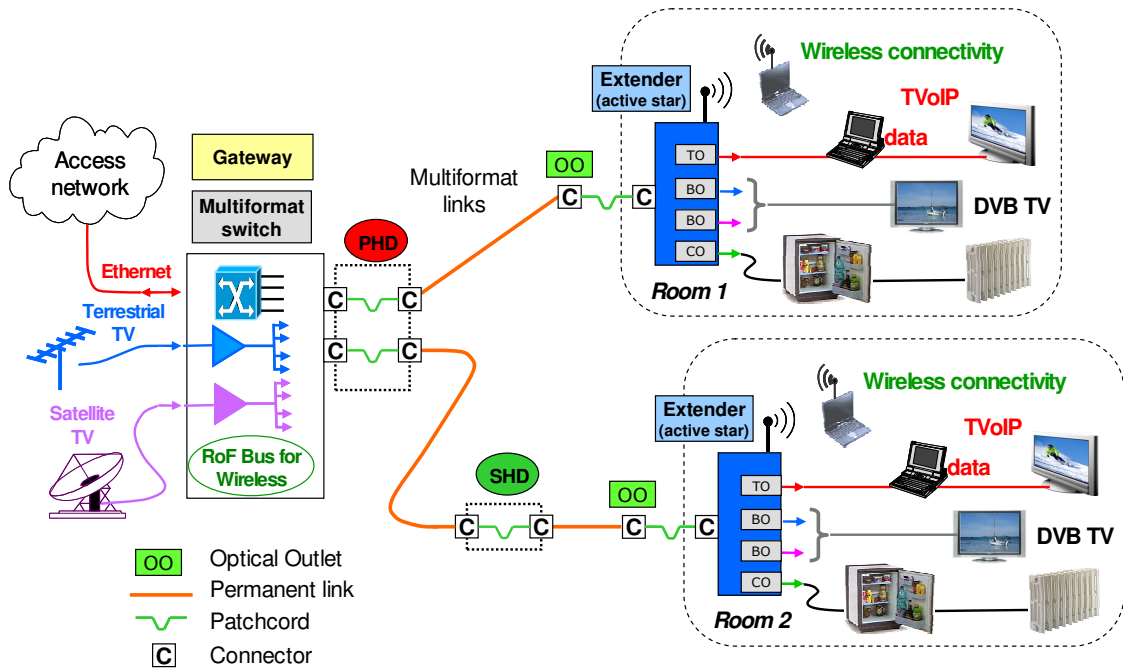 Access
network
Gateway
Multiformat
switch
Ethernet
Terrestrial
TV
Satellite
TV
RoF Bus for
Wireless
PHD
C
C
C
C
Multiformat
links
OO
C
C
Extender
(active star)
TO
BO
BO
CO
Room 1
Wireless connectivity
TVoIP
data
DVB TV
SHD
C
C
OO
C
C
Extender
(active star)
TO
BO
BO
CO
Room 2
Wireless connectivity
TVoIP
data
DVB TV
OO Optical Outlet
Permanent link
Patchcord
C Connector